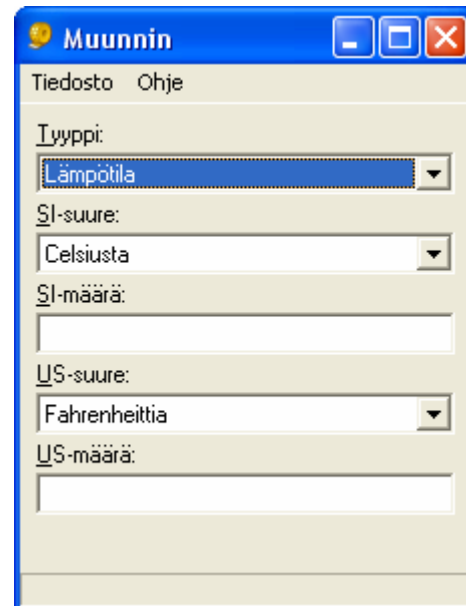 Muunnin
Tiedosto Ohje
Tyyppi:
Lämpötila
SI-suure:
Celsiusta
SI-määrä:
US-suure:
Fahrenheittia
US-määrä: